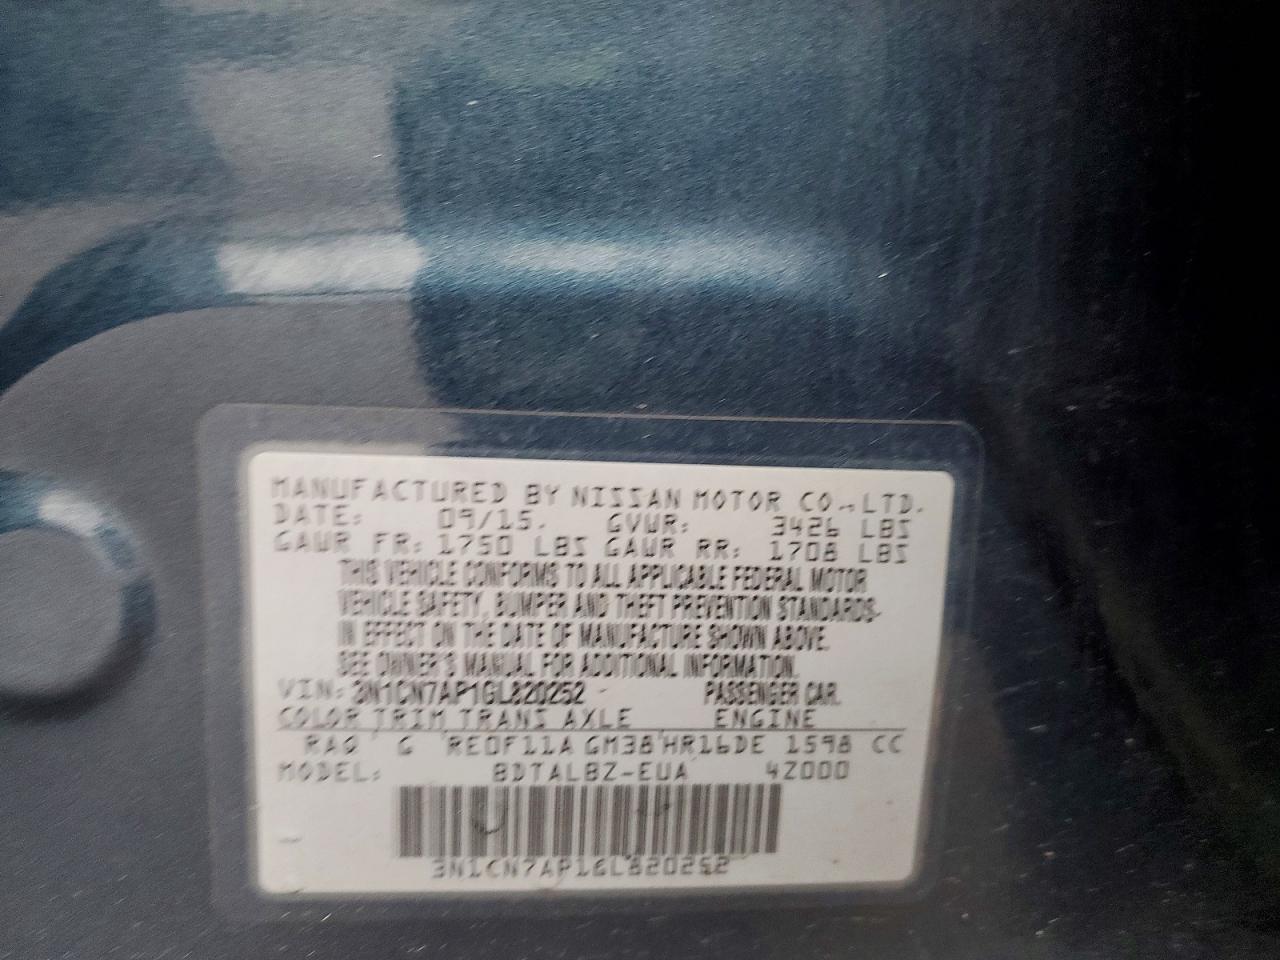 MANUFACTURED BY NISSAN MOTOR CO., LTD.
DATE: 09/15. GVWR: 3426 LBS
GAWR FR: 1750 LBS GAWR RR: 1708 LBS
THIS VEHICLE CONFORMS TO ALL APPLICABLE FEDERAL MOTOR
VEHICLE SAFETY, BUMPER AND THEFT PREVENTION STANDARDS
IN EFFECT ON THE DATE OF MANUFACTURE SHOWN ABOVE.
SEE OWNER'S MANUAL FOR ADDITIONAL INFORMATION.
VIN: 3N1CN7AP1GL820252 PASSENGER CAR.
COLOR TRIM TRANS AXLE ENGINE
RAQ G RE0F11A GM38 HR16DE 1598 CC
MODEL: BDTALBZ-EUA 4Z000
3N1CN7AP1GL820252